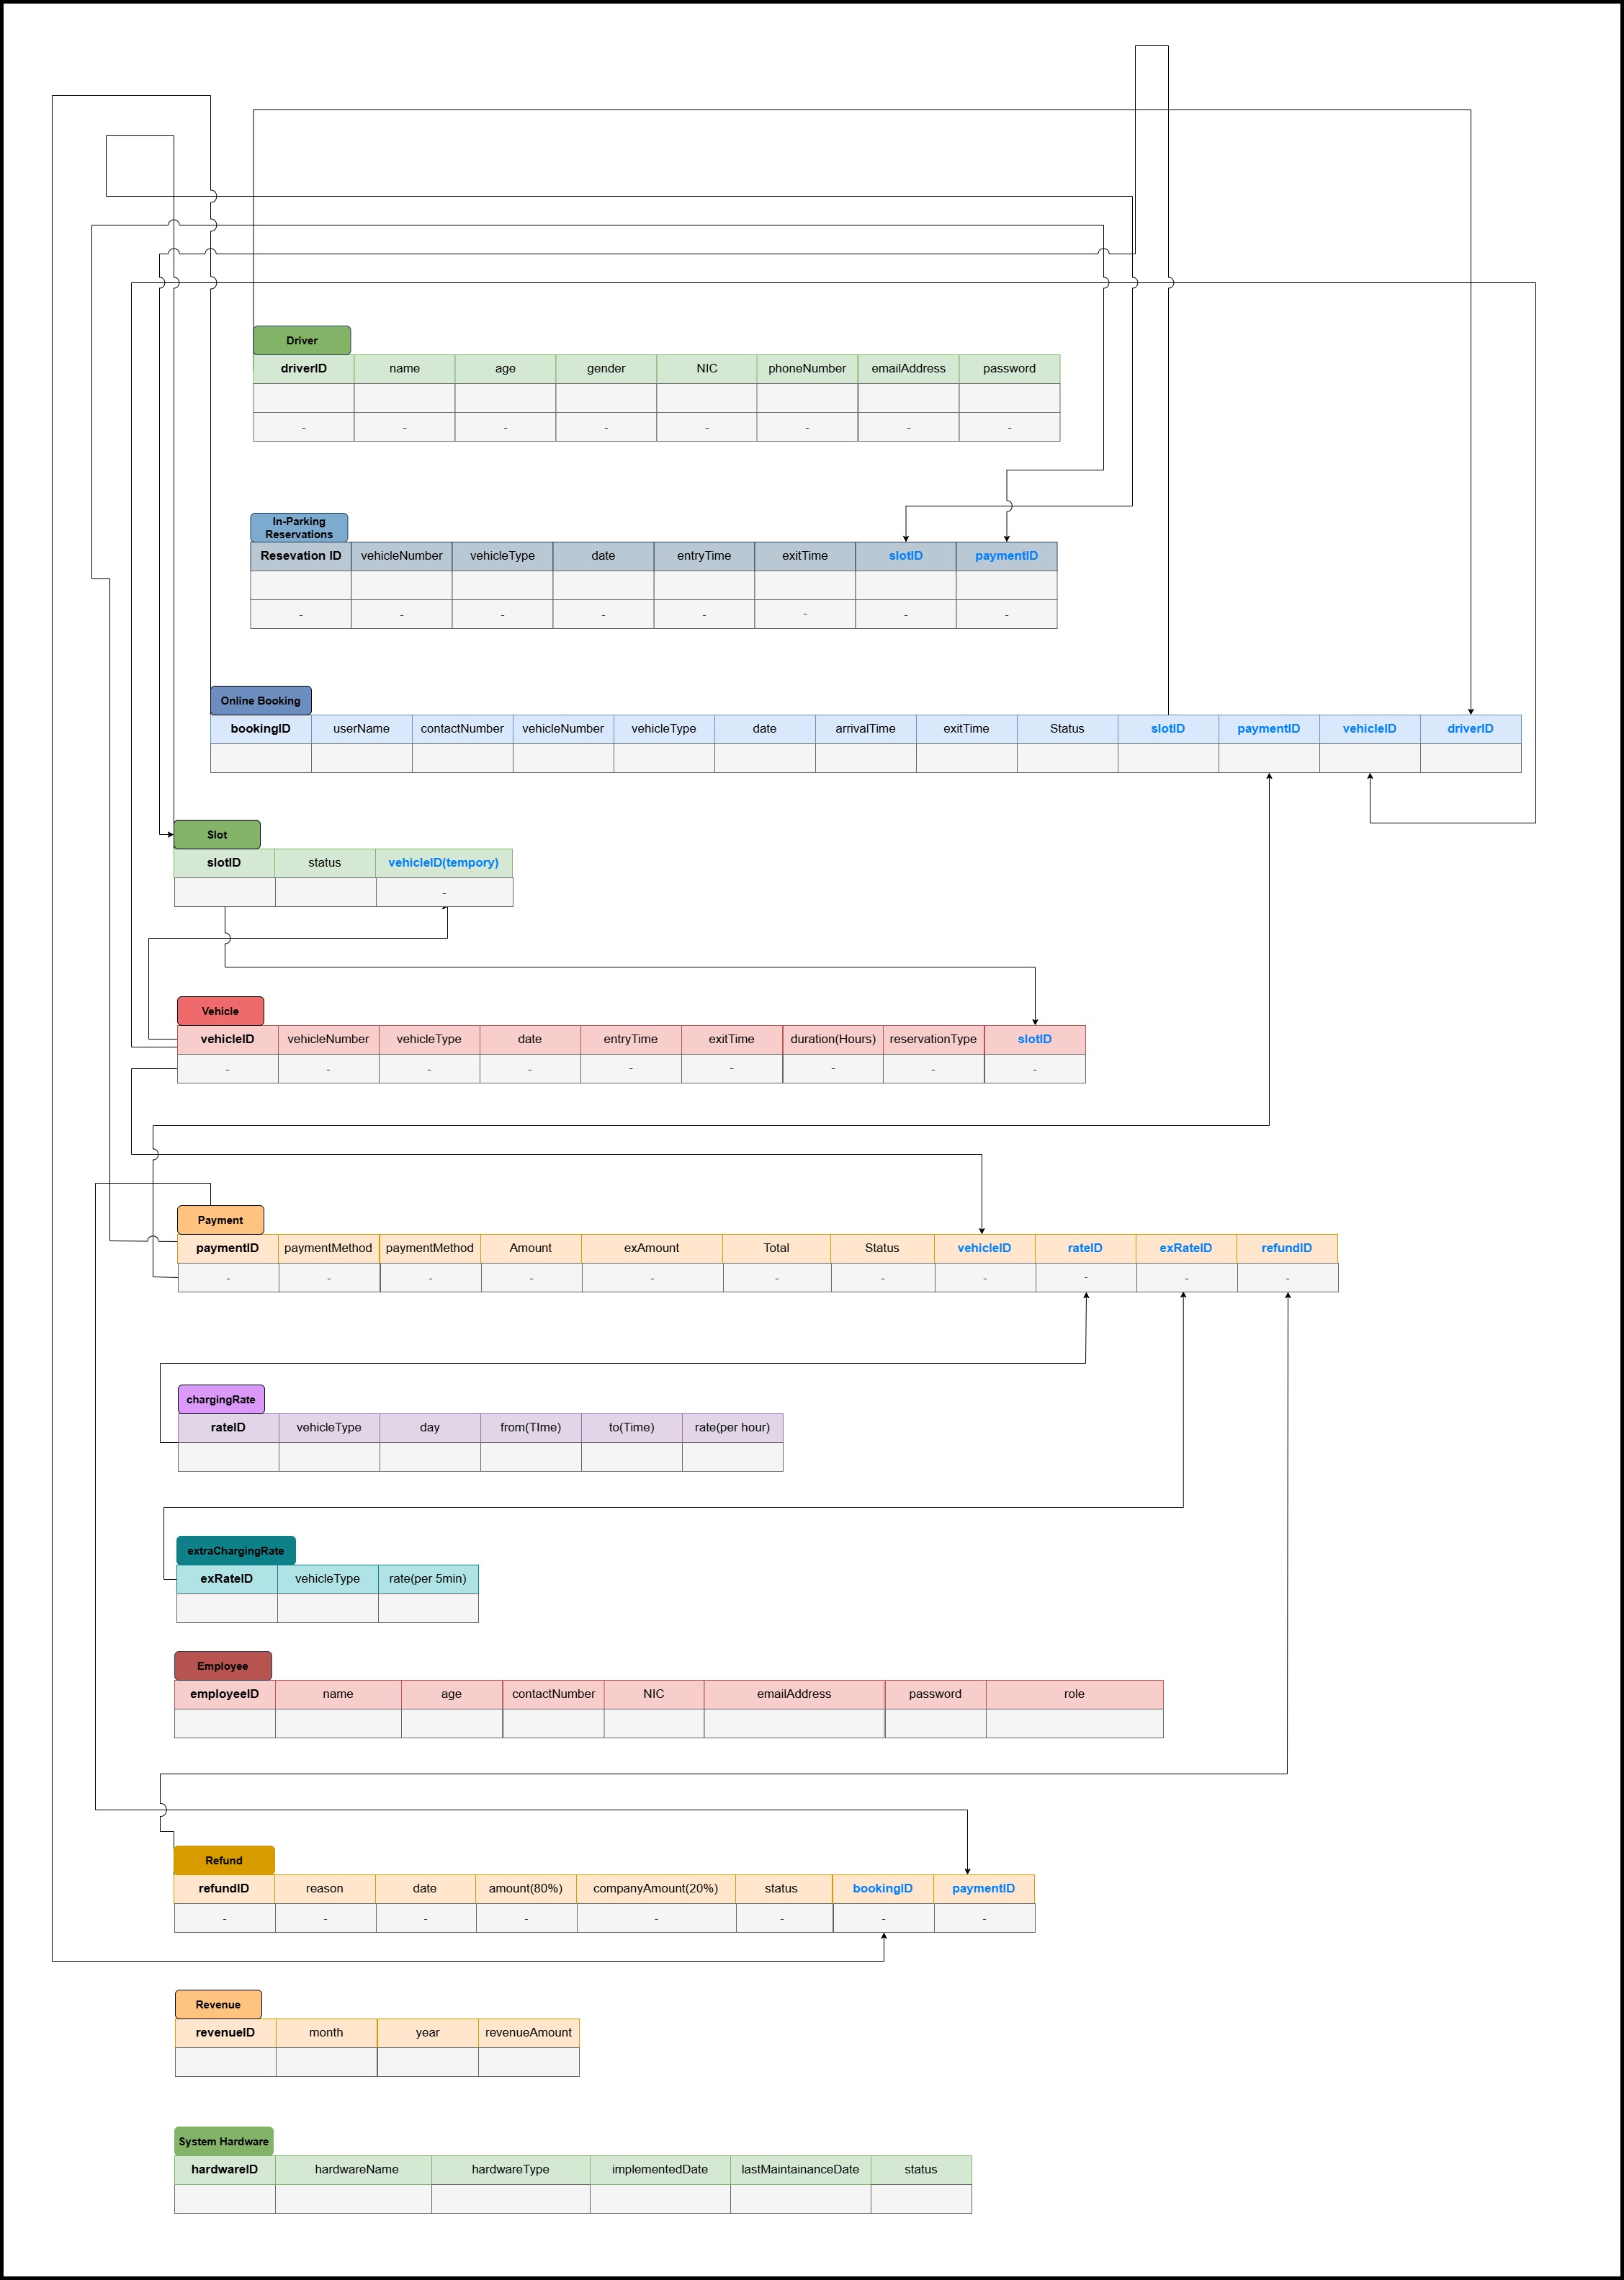 Driver
driverID name age gender NIC phoneNumber emailAddress password
- - - - - - - -
In-Parking
Reservations
Resevation ID vehicleNumber vehicleType date entryTime exitTime slotID paymentID
- - - - - - - -
Online Booking
bookingID userName contactNumber vehicleNumber vehicleType date arrivalTime exitTime Status slotID paymentID vehicleID driverID
Slot
slotID status vehicleID(tempory)
-
Vehicle
vehicleID vehicleNumber vehicleType date entryTime exitTime duration(Hours) reservationType slotID
- - - - - - - - -
Payment
paymentID paymentMethod paymentMethod Amount exAmount Total Status vehicleID rateID exRateID refundID
- - - - - - - - - - -
chargingRate
rateID vehicleType day from(TIme) to(Time) rate(per hour)
extraChargingRate
exRateID vehicleType rate(per 5min)
Employee
employeeID name age contactNumber NIC emailAddress password role
Refund
refundID reason date amount(80%) companyAmount(20%) status bookingID paymentID
- - - - - - - -
Revenue
revenueID month year revenueAmount
System Hardware
hardwareID hardwareName hardwareType implementedDate lastMaintainanceDate status